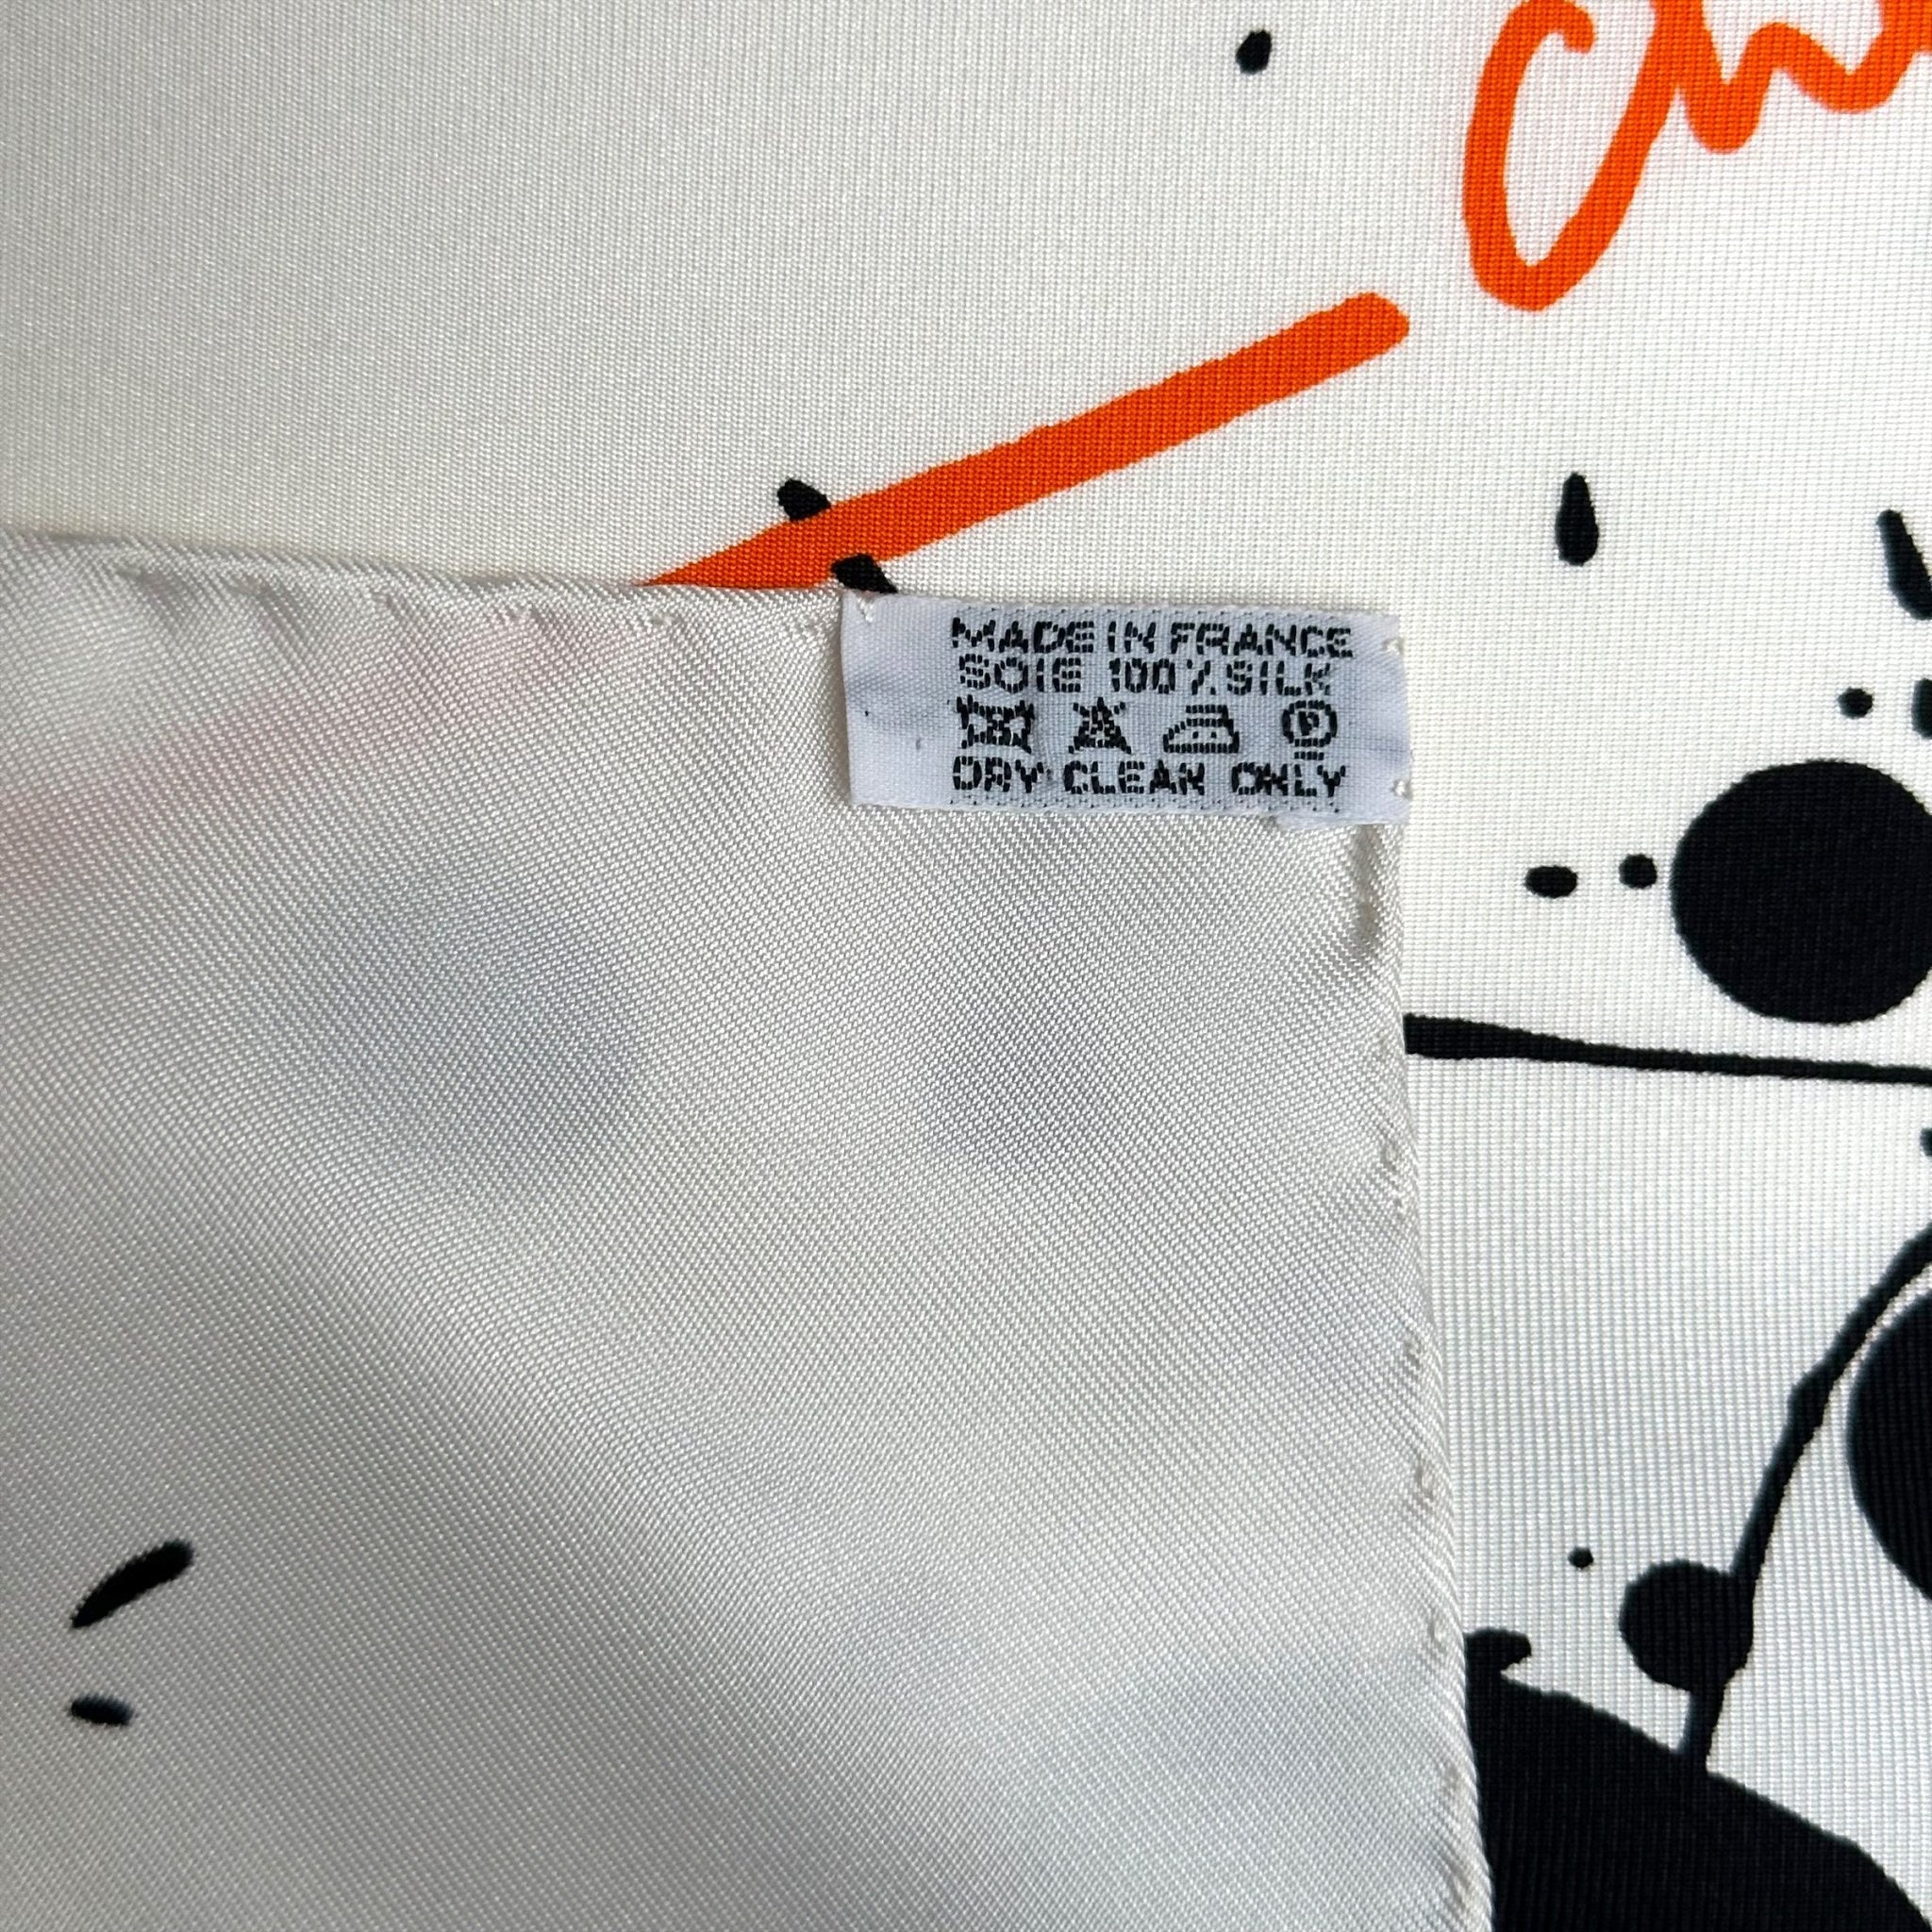 MADE IN FRANCE
SOIE 100% SILK
P
DRY CLEAN ONLY